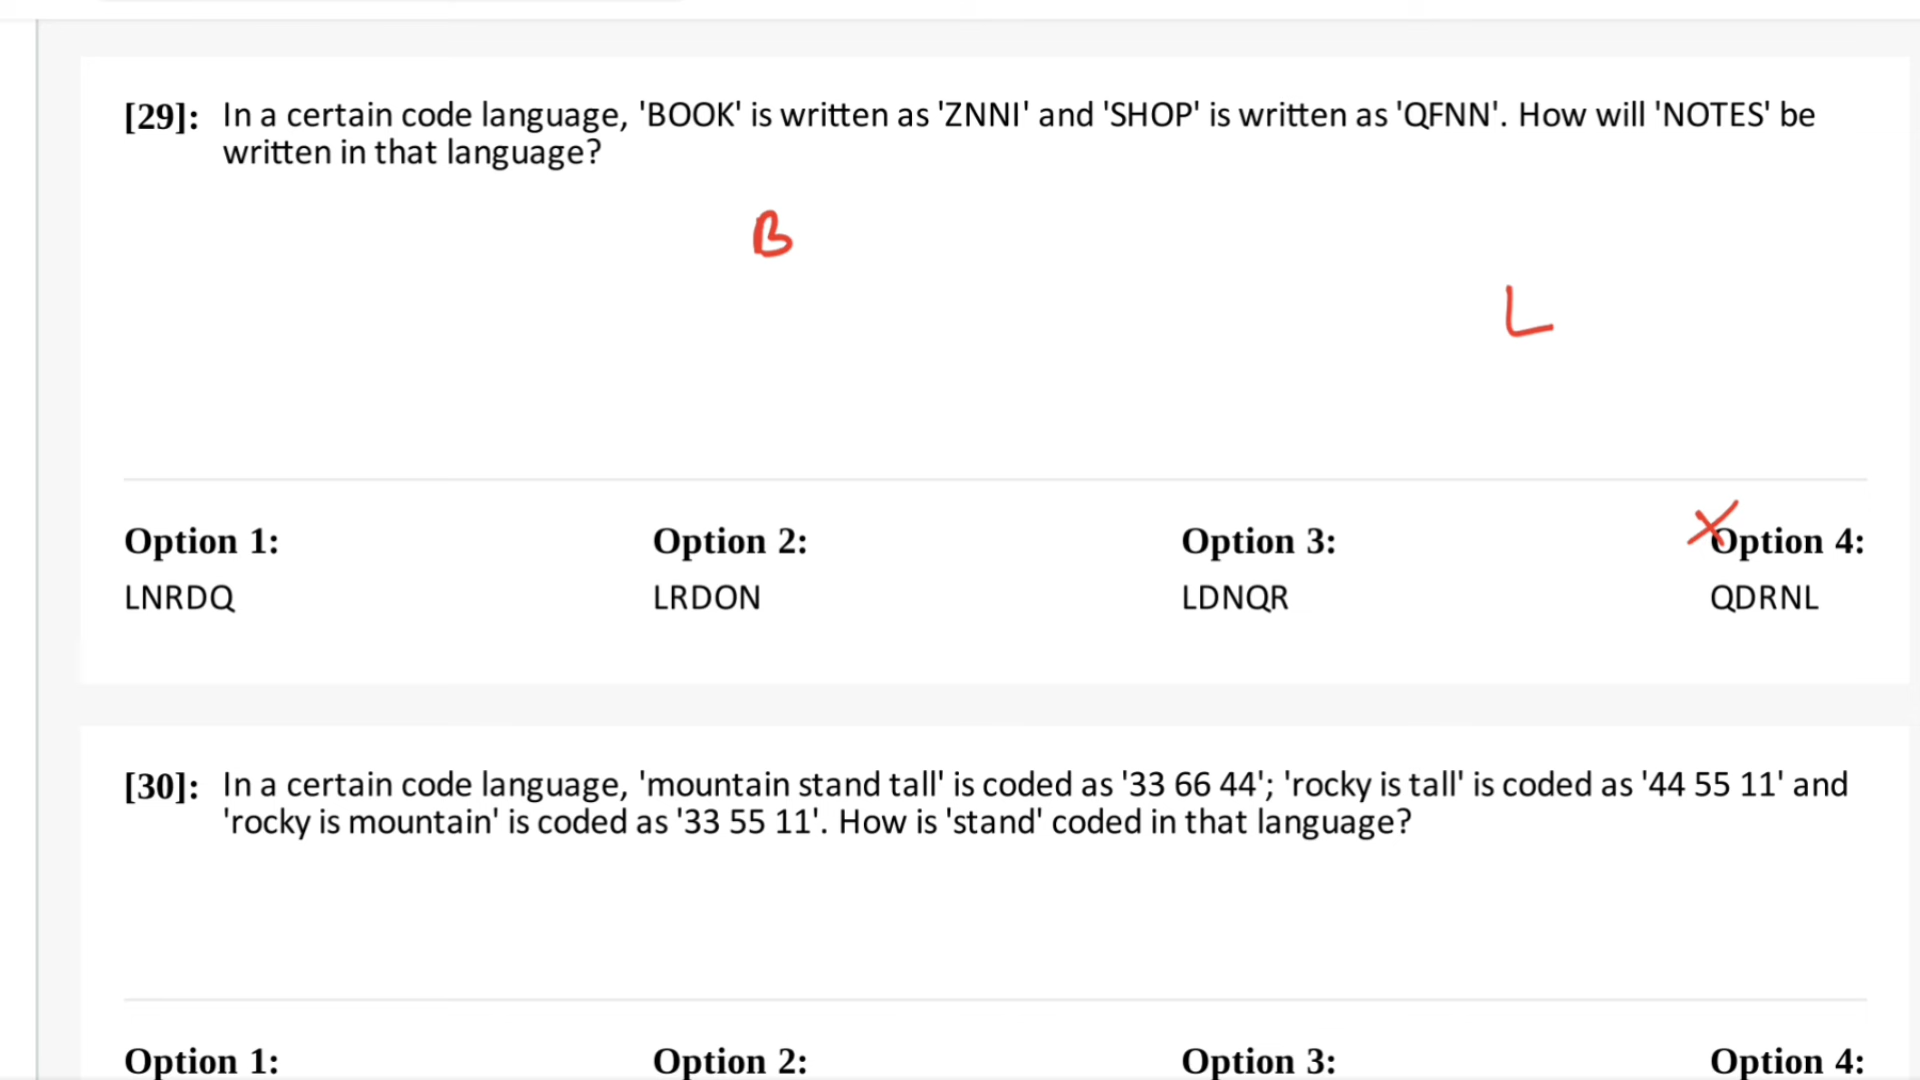 [29]: In a certain code language, 'BOOK' is written as 'ZNNI' and 'SHOP' is written as 'QFNN'. How will 'NOTES' be
written in that language?
B
L
Option 1:
Option 2:
Option 3:
Option 4:
LNRDQ
LRDON
LDNQR
QDRNL
[30]: In a certain code language, 'mountain stand tall' is coded as '33 66 44'; 'rocky is tall' is coded as '44 55 11' and
'rocky is mountain' is coded as '33 55 11'. How is 'stand' coded in that language?
Option 1:
Option 2:
Option 3:
Option 4: